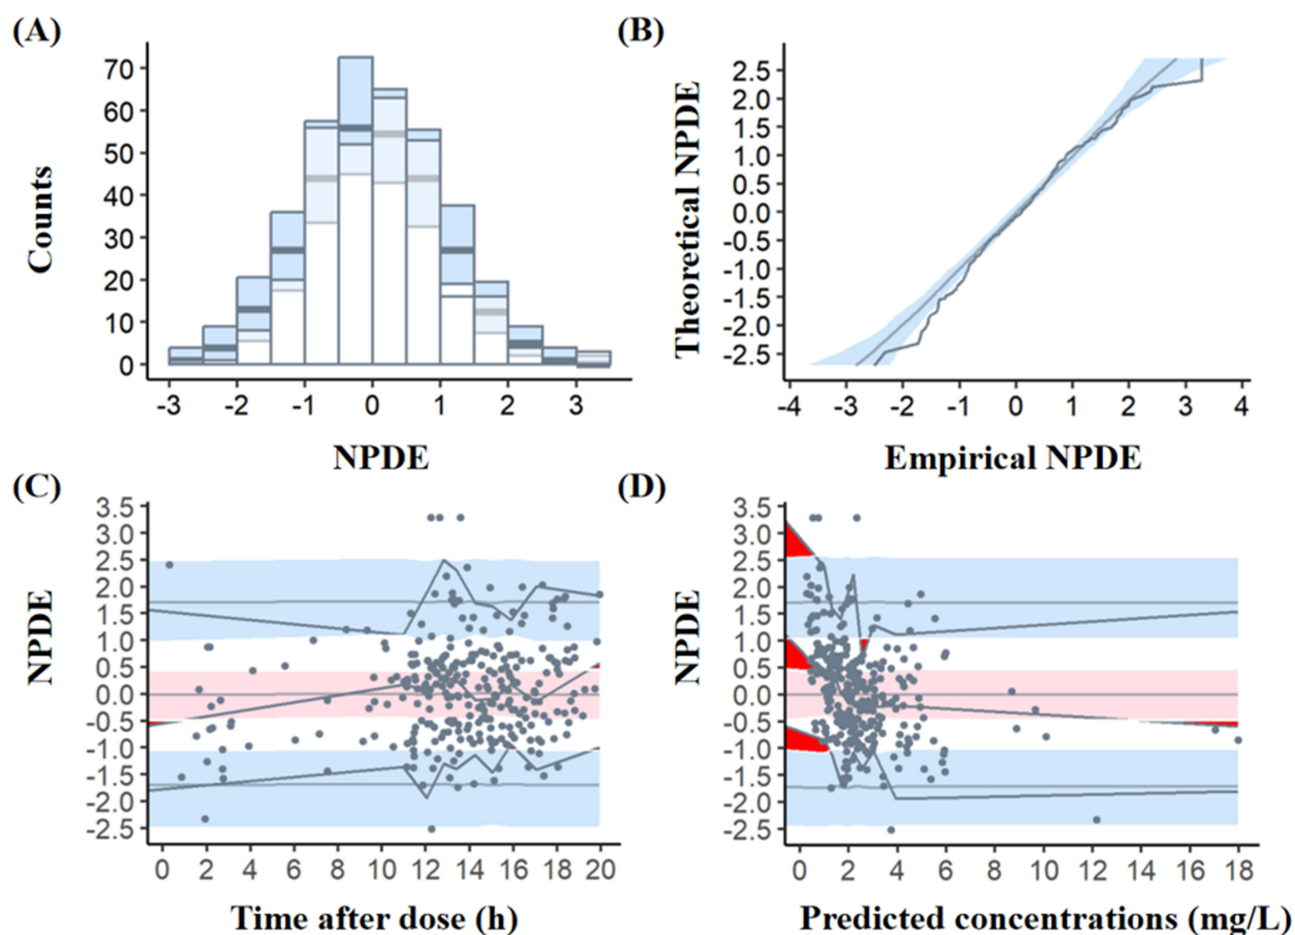 (A)
Counts
70
60
50
40
30
20
10
0
-3 -2 -1 0 1 2 3
NPDE
(B)
Theoretical NPDE
2.5
2.0
1.5
1.0
0.5
0.0
-0.5
-1.0
-1.5
-2.0
-2.5
-4 -3 -2 -1 0 1 2 3 4
Empirical NPDE
(C)
NPDE
3.5
3.0
2.5
2.0
1.5
1.0
0.5
0.0
-0.5
-1.0
-1.5
-2.0
-2.5
0 2 4 6 8 10 12 14 16 18 20
Time after dose (h)
(D)
NPDE
3.5
3.0
2.5
2.0
1.5
1.0
0.5
0.0
-0.5
-1.0
-1.5
-2.0
-2.5
0 2 4 6 8 10 12 14 16 18
Predicted concentrations (mg/L)